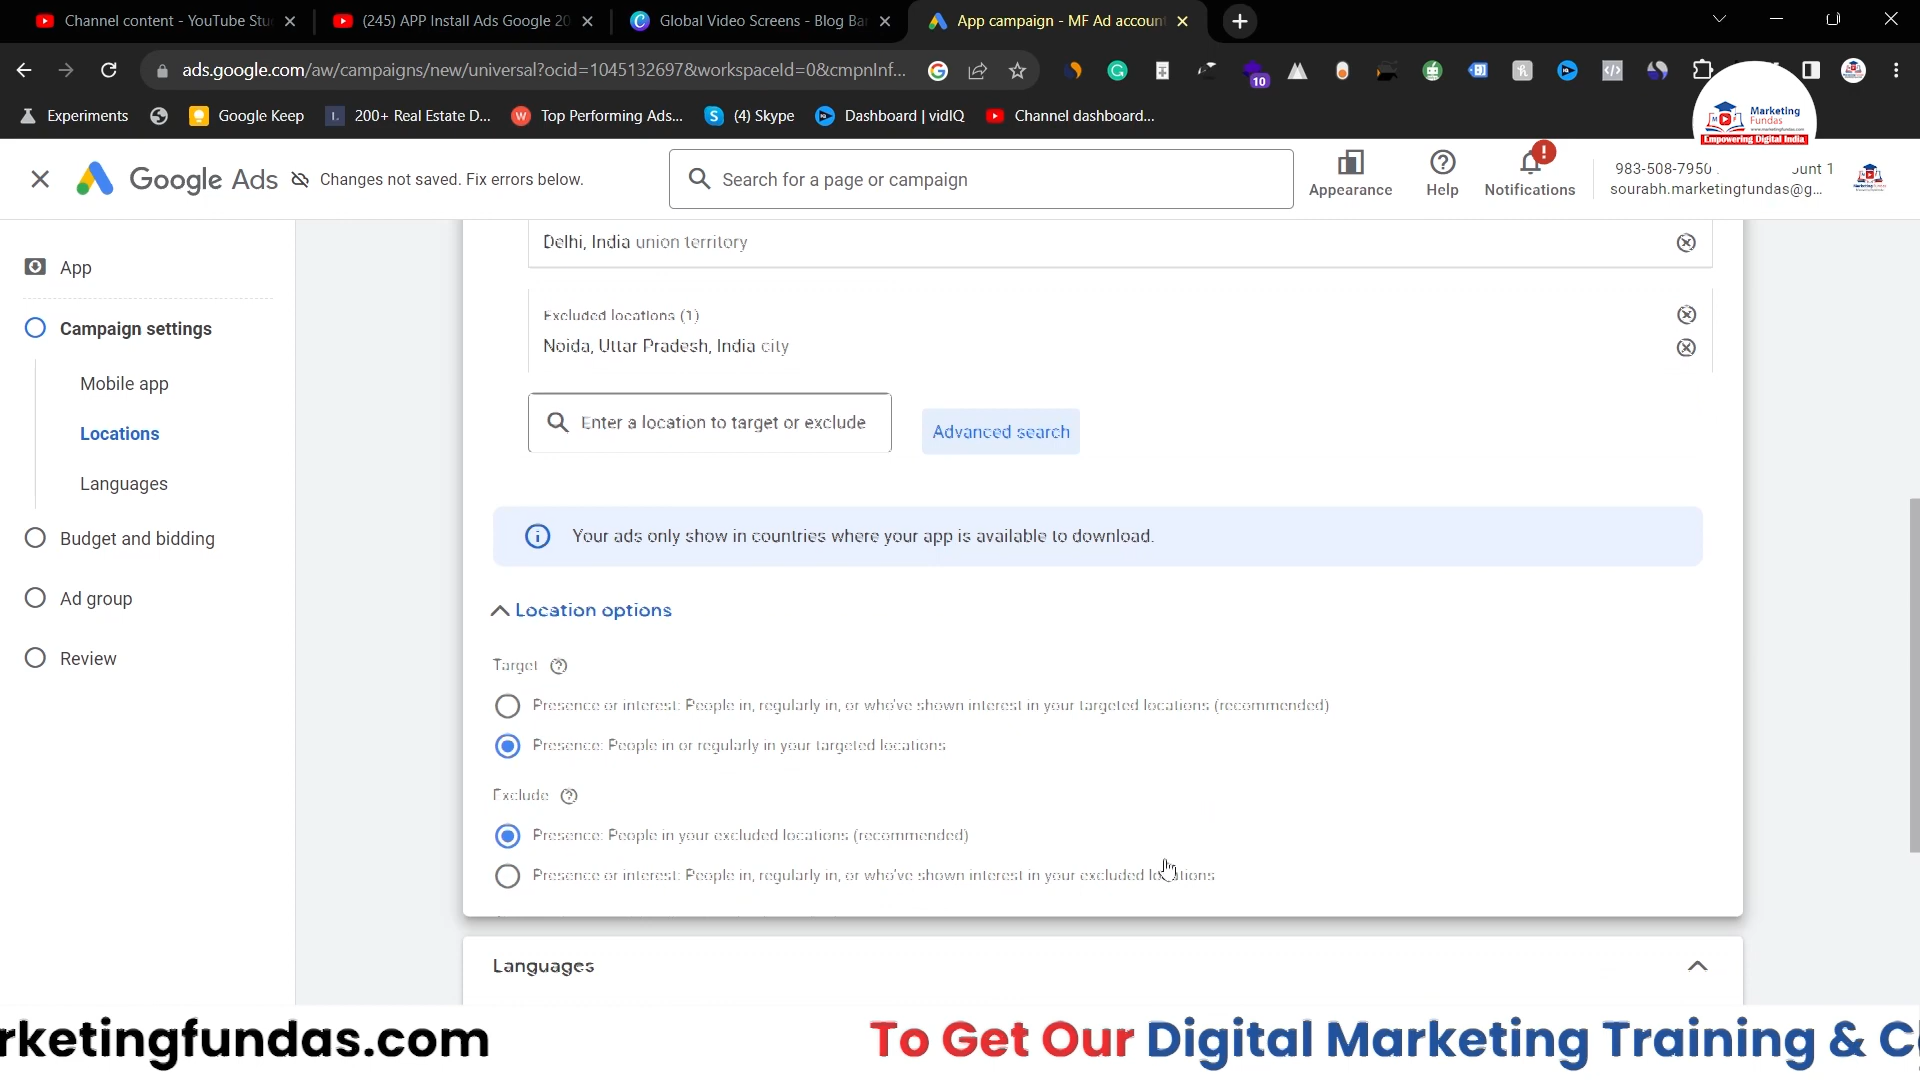 Channel content - YouTube Stu
(245) APP Install Ads Google 20
Global Video Screens - Blog Ba
App campaign - MF Ad account
ads.google.com/aw/campaigns/new/universal?ocid=1045132697&workspaceId=0&cmpnInf...
10
Experiments
Google Keep
200+ Real Estate D...
Top Performing Ads...
(4) Skype
Dashboard | vidIQ
Channel dashboard...
Marketing
Fundas
Empowering Digital India
Google Ads
Changes not saved. Fix errors below.
Search for a page or campaign
Appearance
Help
Notifications
983-508-7950
unt 1
sourabh.marketingfundas@g...
App
Campaign settings
Mobile app
Locations
Languages
Budget and bidding
Ad group
Review
Delhi, India union territory
Excluded locations (1)
Noida, Uttar Pradesh, India city
Enter a location to target or exclude
Advanced search
Your ads only show in countries where your app is available to download.
Location options
Target
Presence or interest: People in, regularly in, or who've shown interest in your targeted locations (recommended)
Presence: People in or regularly in your targeted locations
Exclude
Presence: People in your excluded locations (recommended)
Presence or interest: People in, regularly in, or who've shown interest in your excluded locations
Languages
rketingfundas.com
To Get Our Digital Marketing Training & C